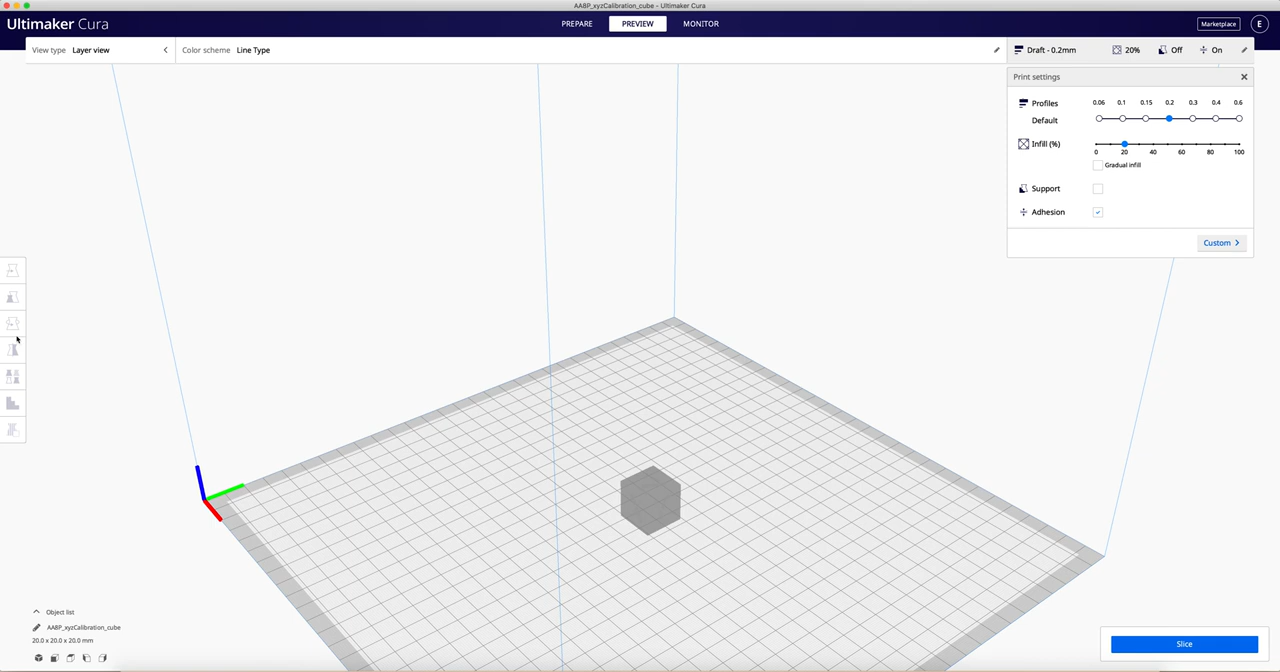 AA8P_xyzCalibration_cube - Ultimaker Cura
Ultimaker Cura
PREPARE
PREVIEW
MONITOR
Marketplace
E
View type Layer view
Color scheme Line Type
Draft - 0.2mm
20%
Off
On
Print settings
Profiles
0.06 0.1 0.15 0.2 0.3 0.4 0.6
Default
Infill (%)
0 20 40 60 80 100
Gradual infill
Support
Adhesion
Custom
Object list
AA8P_xyzCalibration_cube
20.0 x 20.0 x 20.0 mm
Slice